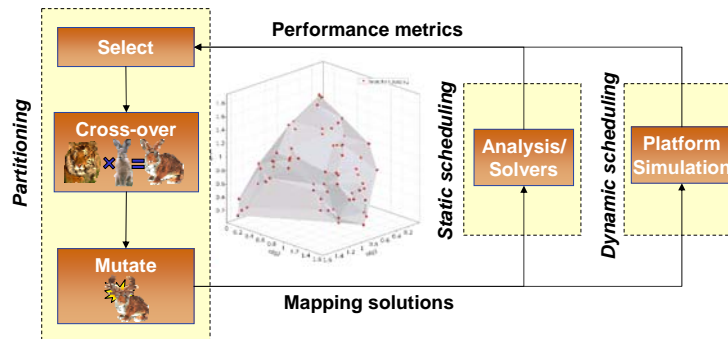 Performance metrics
Select
Cross-over
Mutate
Partitioning
Analysis/
Solvers
Static scheduling
Platform
Simulation
Dynamic scheduling
Mapping solutions